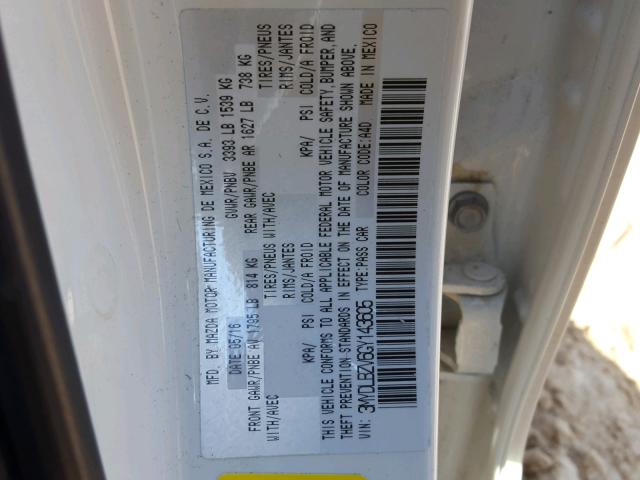 MFD. BY MAZDA MOTOR MANUFACTURING DE MEXICO S.A. DE C.V.
DATE: 05/16 GVWR/PNBV 3393 LB 1539 KG
FRONT GAWR/PNBE AV 1795 LB 814 KG REAR GAWR/PNBE AR 1627 LB 738 KG
WITH/AVEC TIRES/PNEUS WITH/AVEC TIRES/PNEUS
RIMS/JANTES RIMS/JANTES
KPA/ PSI COLD/A FROID KPA/ PSI COLD/A FROID
THIS VEHICLE CONFORMS TO ALL APPLICABLE FEDERAL MOTOR VEHICLE SAFETY, BUMPER, AND
THEFT PREVENTION STANDARDS IN EFFECT ON THE DATE OF MANUFACTURE SHOWN ABOVE.
VIN: 3MYDLBZV6GY143605 TYPE:PASS CAR COLOR CODE: A4D MADE IN MEXICO